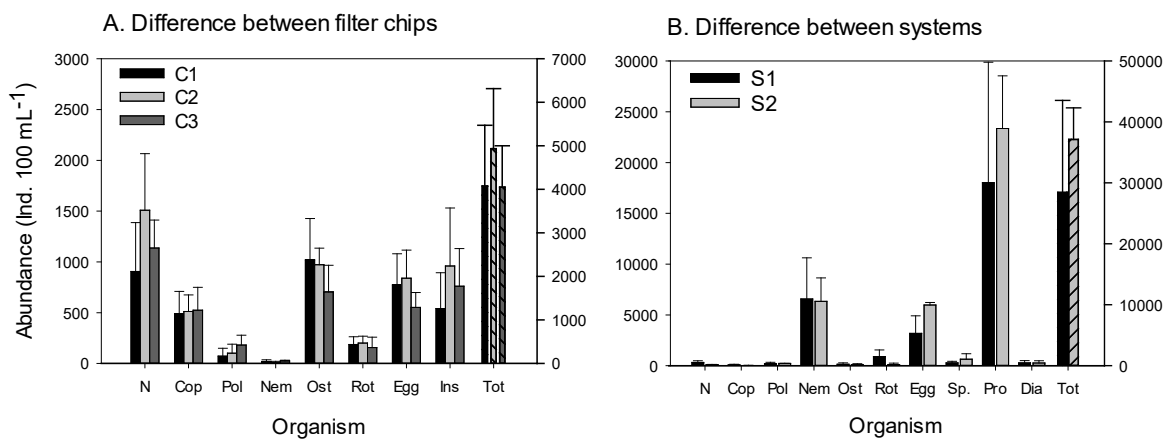 A. Difference between filter chips
3000
2500
2000
1500
1000
500
0
7000
6000
5000
4000
3000
2000
1000
0
C1
C2
C3
Abundance (Ind. 100 mL-1)
N Cop Pol Nem Ost Rot Egg Ins Tot
Organism
B. Difference between systems
30000
25000
20000
15000
10000
5000
0
50000
40000
30000
20000
10000
0
S1
S2
N Cop Pol Nem Ost Rot Egg Sp. Pro Dia Tot
Organism